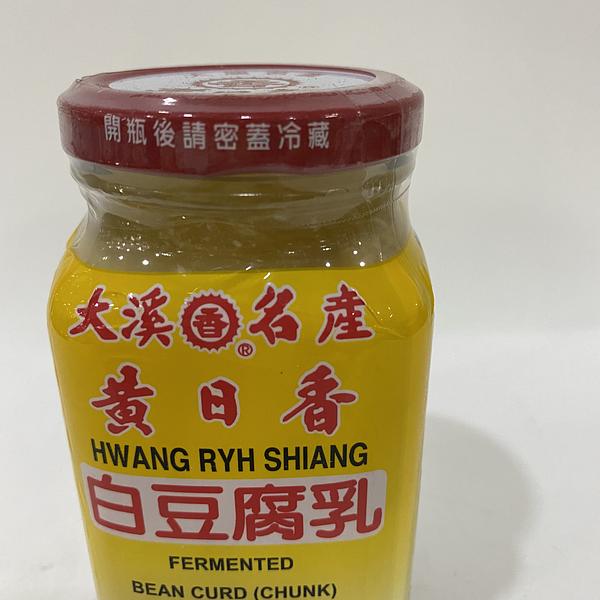 開瓶後請密蓋冷藏
大溪香®名產
黃日香
HWANG RYH SHIANG
白豆腐乳
FERMENTED
BEAN CURD (CHUNK)